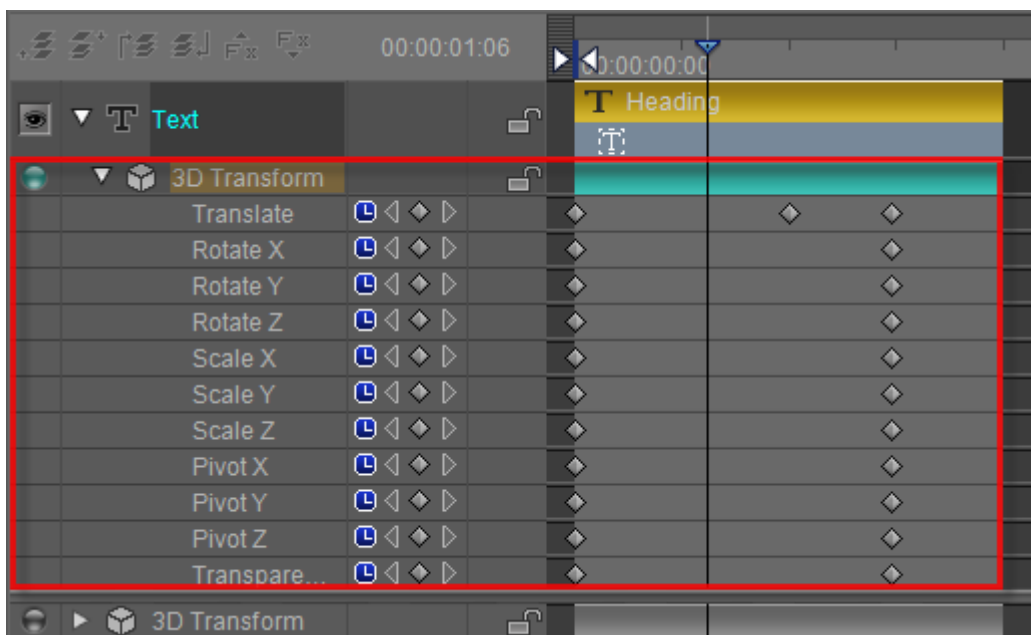 00:00:01:06
00:00:00:00
Text
T Heading
3D Transform
Translate
Rotate X
Rotate Y
Rotate Z
Scale X
Scale Y
Scale Z
Pivot X
Pivot Y
Pivot Z
Transpare...
3D Transform